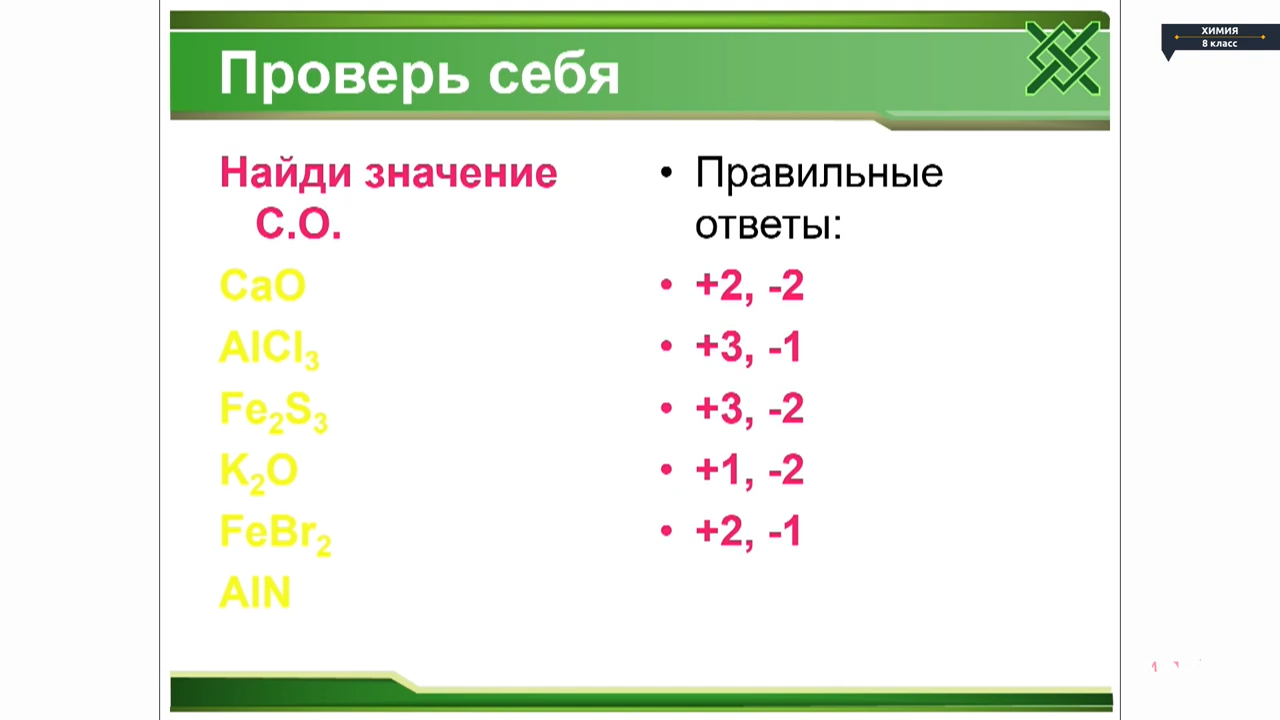 ХИМИЯ
8 класс
Проверь себя
Найди значение
С.О.
CaO
AlCl₃
Fe₂S₃
K₂O
FeBr₂
AlN
• Правильные
ответы:
• +2, -2
• +3, -1
• +3, -2
• +1, -2
• +2, -1